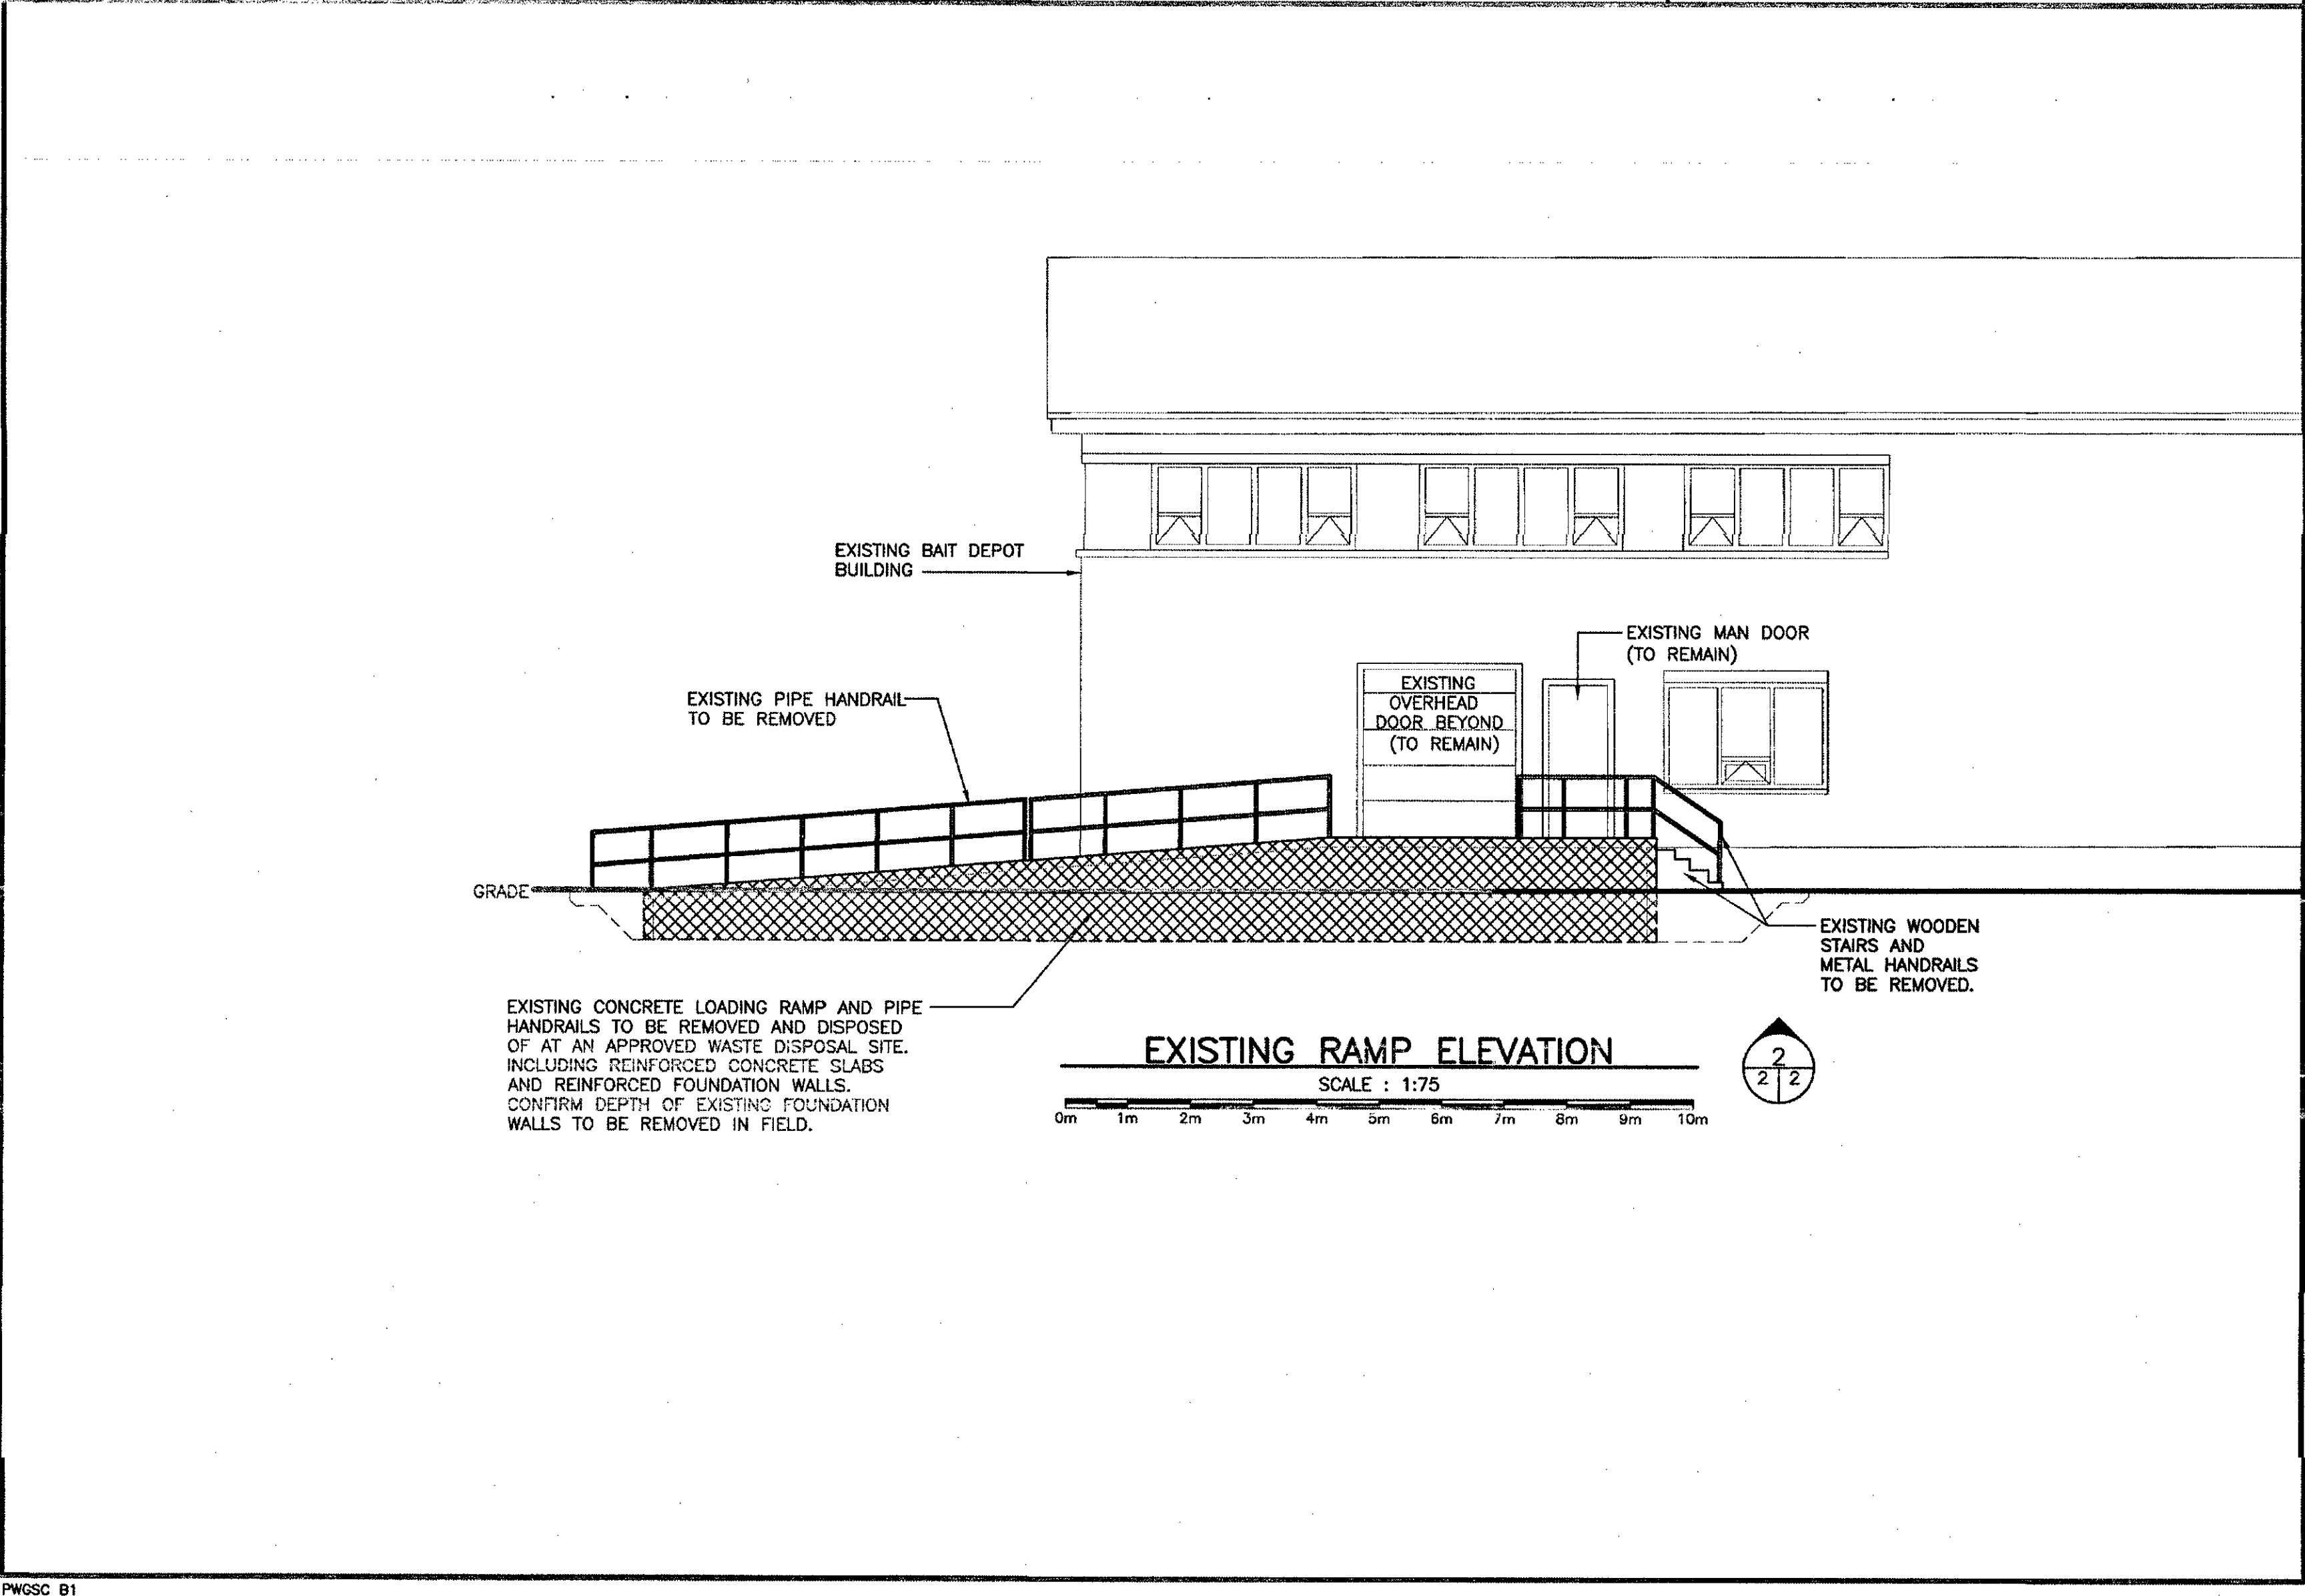 EXISTING BAIT DEPOT
BUILDING
EXISTING MAN DOOR
(TO REMAIN)
EXISTING PIPE HANDRAIL
TO BE REMOVED
EXISTING
OVERHEAD
DOOR BEYOND
(TO REMAIN)
GRADE
EXISTING WOODEN
STAIRS AND
METAL HANDRAILS
TO BE REMOVED.
EXISTING CONCRETE LOADING RAMP AND PIPE
HANDRAILS TO BE REMOVED AND DISPOSED
OF AT AN APPROVED WASTE DISPOSAL SITE.
INCLUDING REINFORCED CONCRETE SLABS
AND REINFORCED FOUNDATION WALLS.
CONFIRM DEPTH OF EXISTING FOUNDATION
WALLS TO BE REMOVED IN FIELD.
EXISTING RAMP ELEVATION
SCALE : 1:75
0m 1m 2m 3m 4m 5m 6m 7m 8m 9m 10m
2
2 2
PWGSC B1